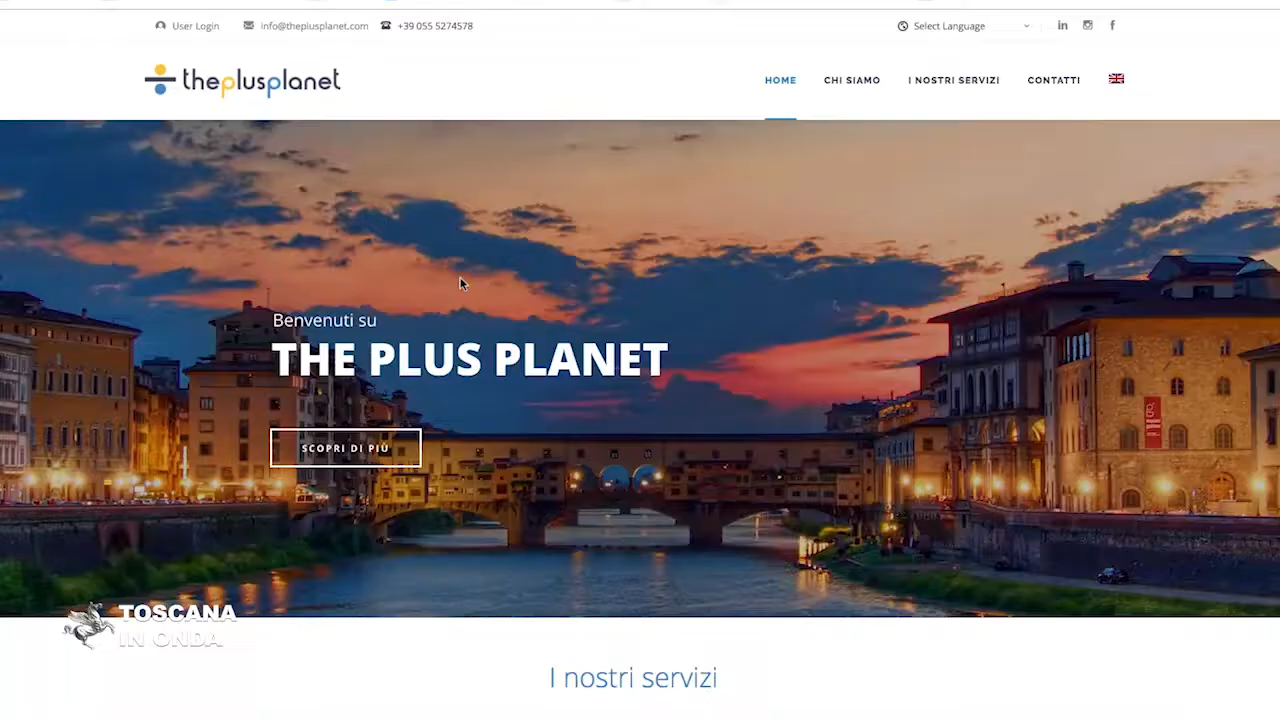 User Login
info@theplusplanet.com
+39 055 5274578
Select Language
theplusplanet
HOME
CHI SIAMO
I NOSTRI SERVIZI
CONTATTI
Benvenuti su
THE PLUS PLANET
SCOPRI DI PIÙ
TOSCANA
IN ONDA
I nostri servizi